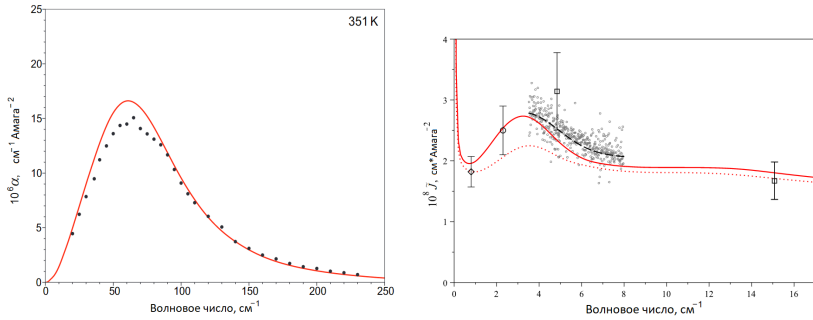 351 K
25
20
15
10
5
0
10⁶α, см⁻¹ Амага⁻²
0 50 100 150 200 250
Волновое число, см⁻¹
4
3
2
1
0
10⁸ J̃, см*Амага⁻²
0 2 4 6 8 10 12 14 16
Волновое число, см⁻¹